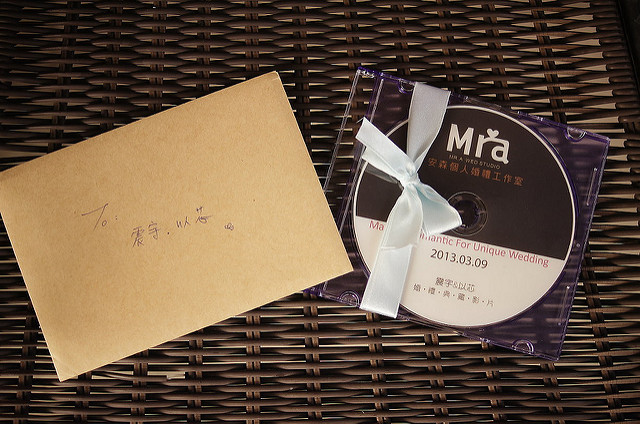 To:
震宇. 以芯
Mra
MR.A WED STUDIO
安森個人婚禮工作室
Ma mantic For Unique Wedding
2013.03.09
震宇&以芯
婚‧禮‧典‧藏‧影‧片